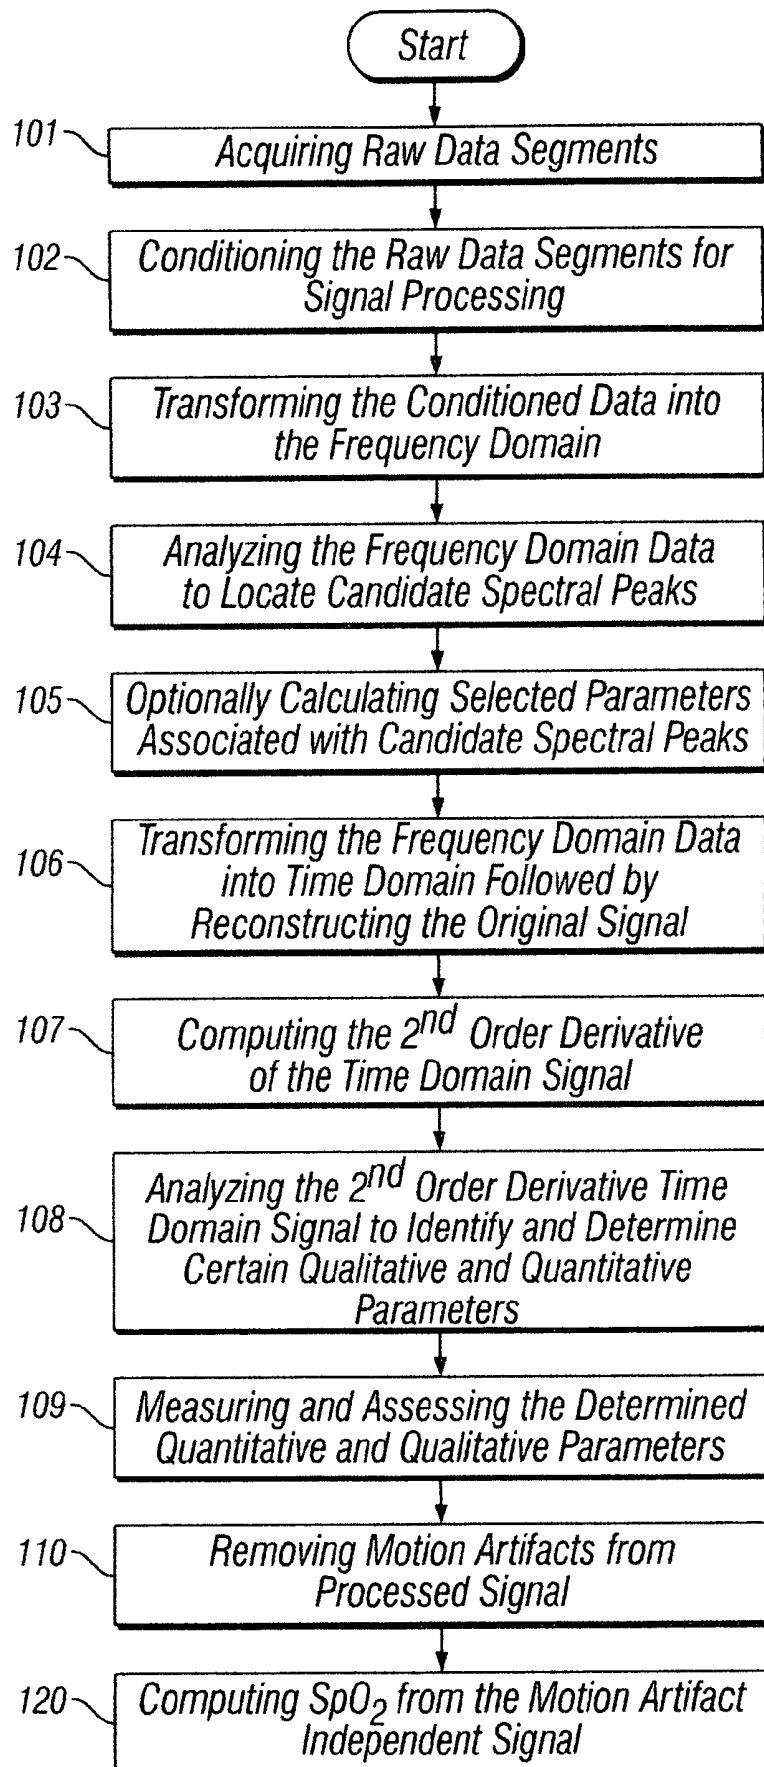 Start
101
Acquiring Raw Data Segments
102
Conditioning the Raw Data Segments for
Signal Processing
103
Transforming the Conditioned Data into
the Frequency Domain
104
Analyzing the Frequency Domain Data
to Locate Candidate Spectral Peaks
105
Optionally Calculating Selected Parameters
Associated with Candidate Spectral Peaks
106
Transforming the Frequency Domain Data
into Time Domain Followed by
Reconstructing the Original Signal
107
Computing the 2nd Order Derivative
of the Time Domain Signal
108
Analyzing the 2nd Order Derivative Time
Domain Signal to Identify and Determine
Certain Qualitative and Quantitative
Parameters
109
Measuring and Assessing the Determined
Quantitative and Qualitative Parameters
110
Removing Motion Artifacts from
Processed Signal
120
Computing SpO2 from the Motion Artifact
Independent Signal